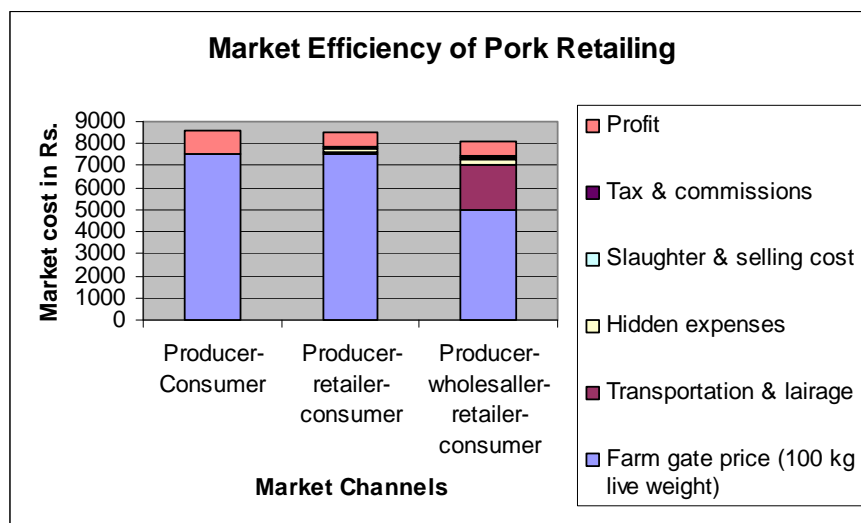 Market Efficiency of Pork Retailing
Market cost in Rs.
9000
8000
7000
6000
5000
4000
3000
2000
1000
0
Producer-
Consumer
Producer-
retailer-
consumer
Producer-
wholesaller-
retailer-
consumer
Market Channels
Profit
Tax & commissions
Slaughter & selling cost
Hidden expenses
Transportation & lairage
Farm gate price (100 kg
live weight)